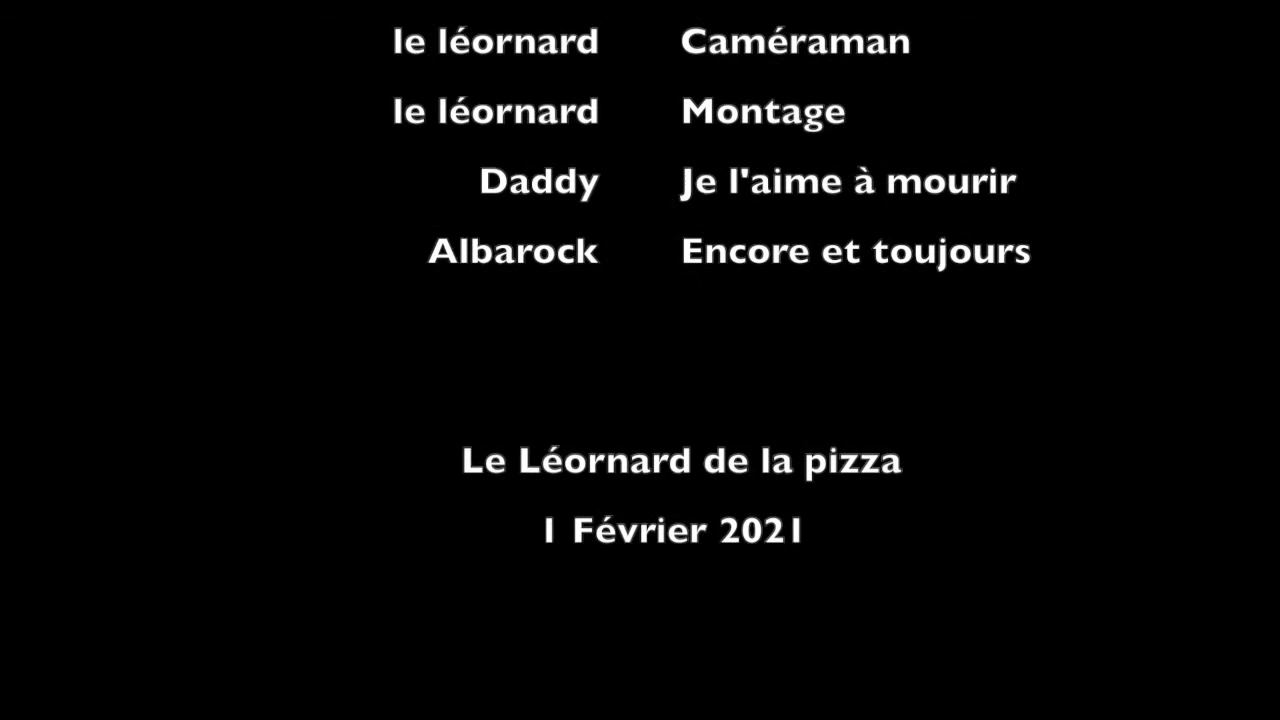 le léornard Caméraman
le léornard Montage
Daddy Je l'aime à mourir
Albarock Encore et toujours
Le Léornard de la pizza
1 Février 2021